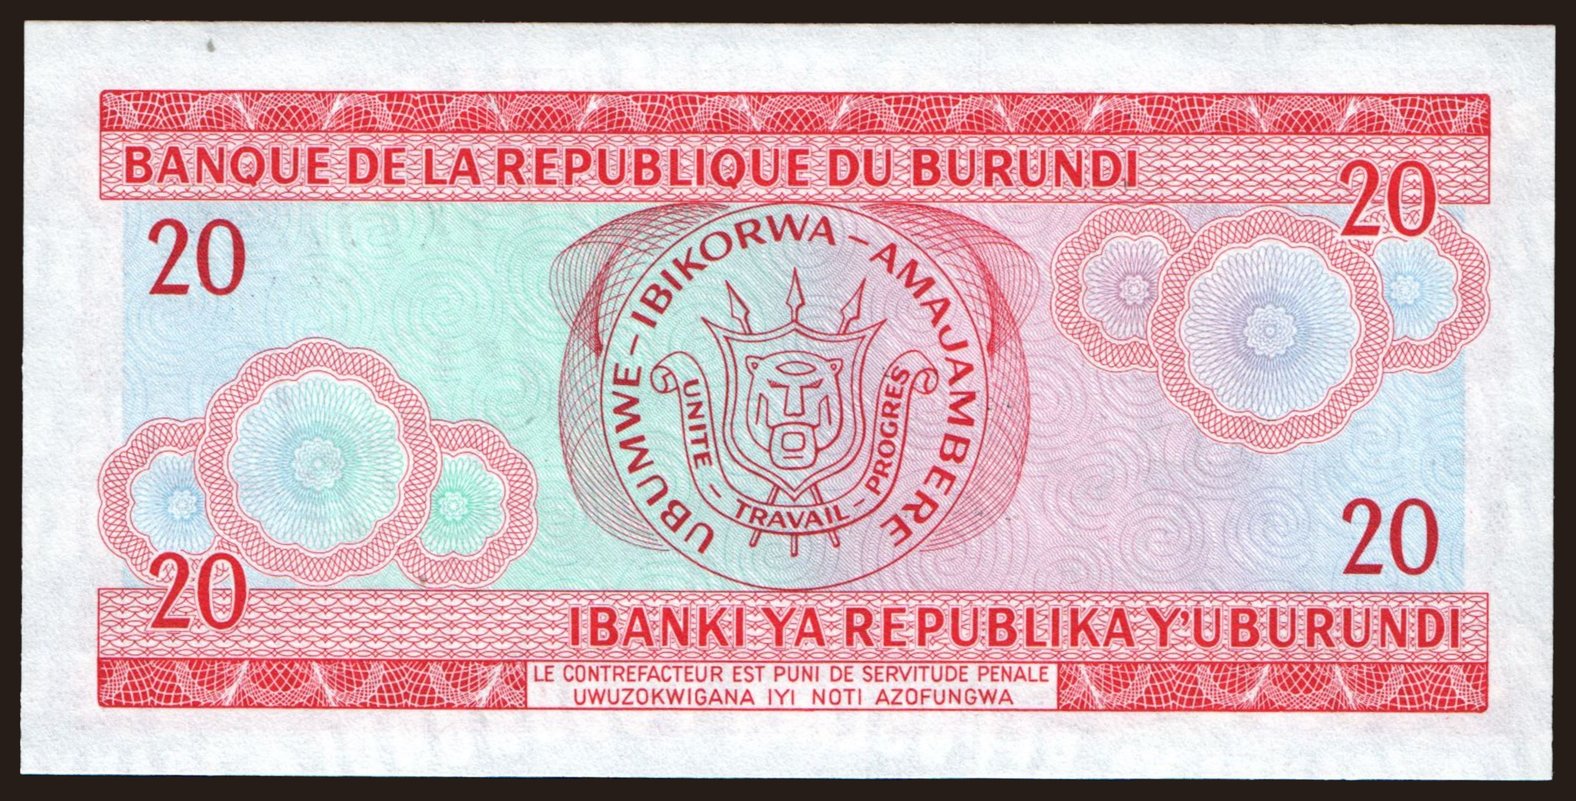 BANQUE DE LA REPUBLIQUE DU BURUNDI
20
20
UBUMWE - IBIKORWA - AMAJAMBERE
UNITE - TRAVAIL - PROGRES
20
20
IBANKI YA REPUBLIKA Y'UBURUNDI
LE CONTREFACTEUR EST PUNI DE SERVITUDE PENALE
UWUZOKWIGANA IYI NOTI AZOFUNGWA